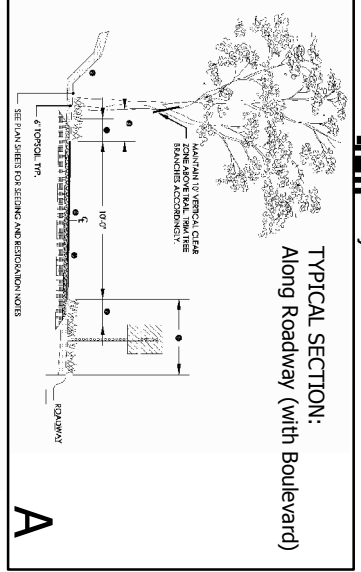 TYPICAL SECTION:
Along Roadway (with Boulevard)
MAINTAIN 10' VERTICAL CLEAR
ZONE ABOVE TRAIL. TRIM TREE
BRANCHES ACCORDINGLY.
10'-0"
ROADWAY
6" TOPSOIL, TYP.
SEE PLAN SHEETS FOR SEEDING AND RESTORATION NOTES
A